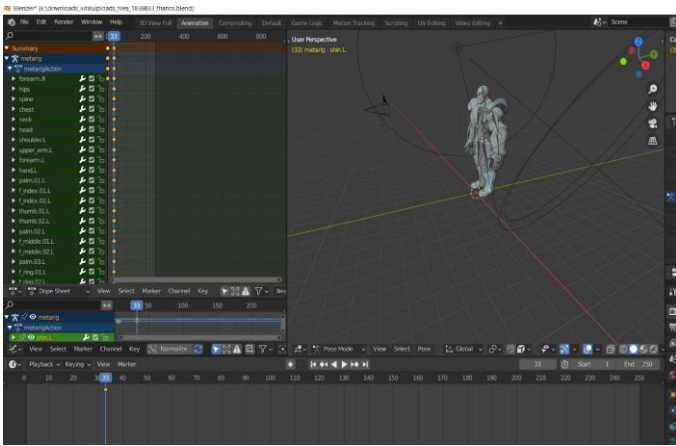 Blender* [E:\downloads_vita\uploads_files_1838833_thancs.blend]
File Edit Render Window Help 3D View Full Animation Compositing Default Game Logic Motion Tracking Scripting UV Editing Video Editing + Scene
33 200 400 600 800
Summary
metarig
metarigAction
forearm.R
hips
spine
chest
neck
head
shoulder.L
upper_arm.L
forearm.L
hand.L
palm.01.L
f_index.01.L
f_index.02.L
thumb.01.L
thumb.02.L
palm.02.L
f_middle.01.L
f_middle.02.L
palm.03.L
f_ring.01.L
f_ring.02.L
User Perspective
(33) metarig : shin.L
Dope Sheet View Select Marker Channel Key
33 50 100 150 200
metarig
metarigAction
shin.L
View Select Marker Channel Key Normalize
Pose Mode View Select Pose Global
Playback Keying View Marker 33 Start 1 End 250
0 10 20 33 40 50 60 70 80 90 100 110 120 130 140 150 160 170 180 190 200 210 220 230 240 250